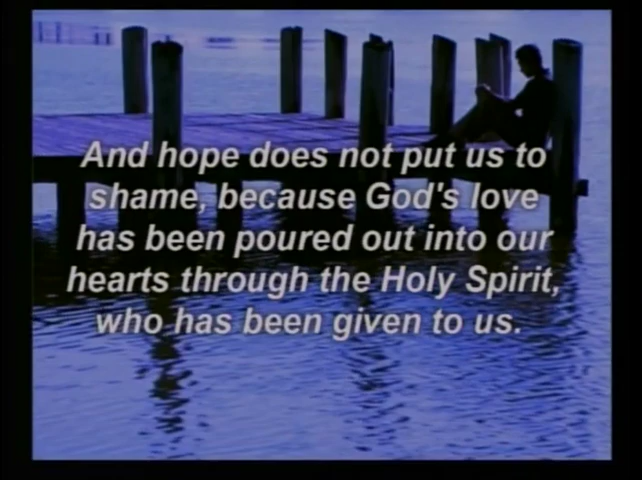 And hope does not put us to
shame, because God's love
has been poured out into our
hearts through the Holy Spirit,
who has been given to us.